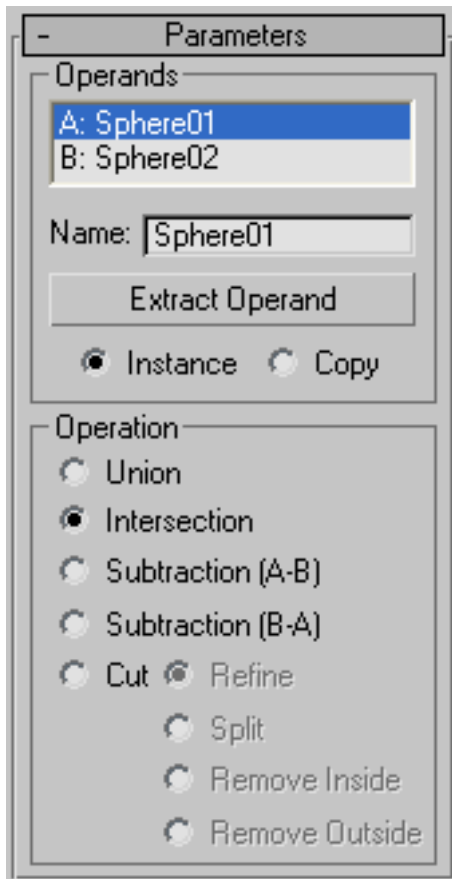 - Parameters
Operands
A: Sphere01
B: Sphere02
Name: Sphere01
Extract Operand
Instance Copy
Operation
Union
Intersection
Subtraction (A-B)
Subtraction (B-A)
Cut Refine
Split
Remove Inside
Remove Outside